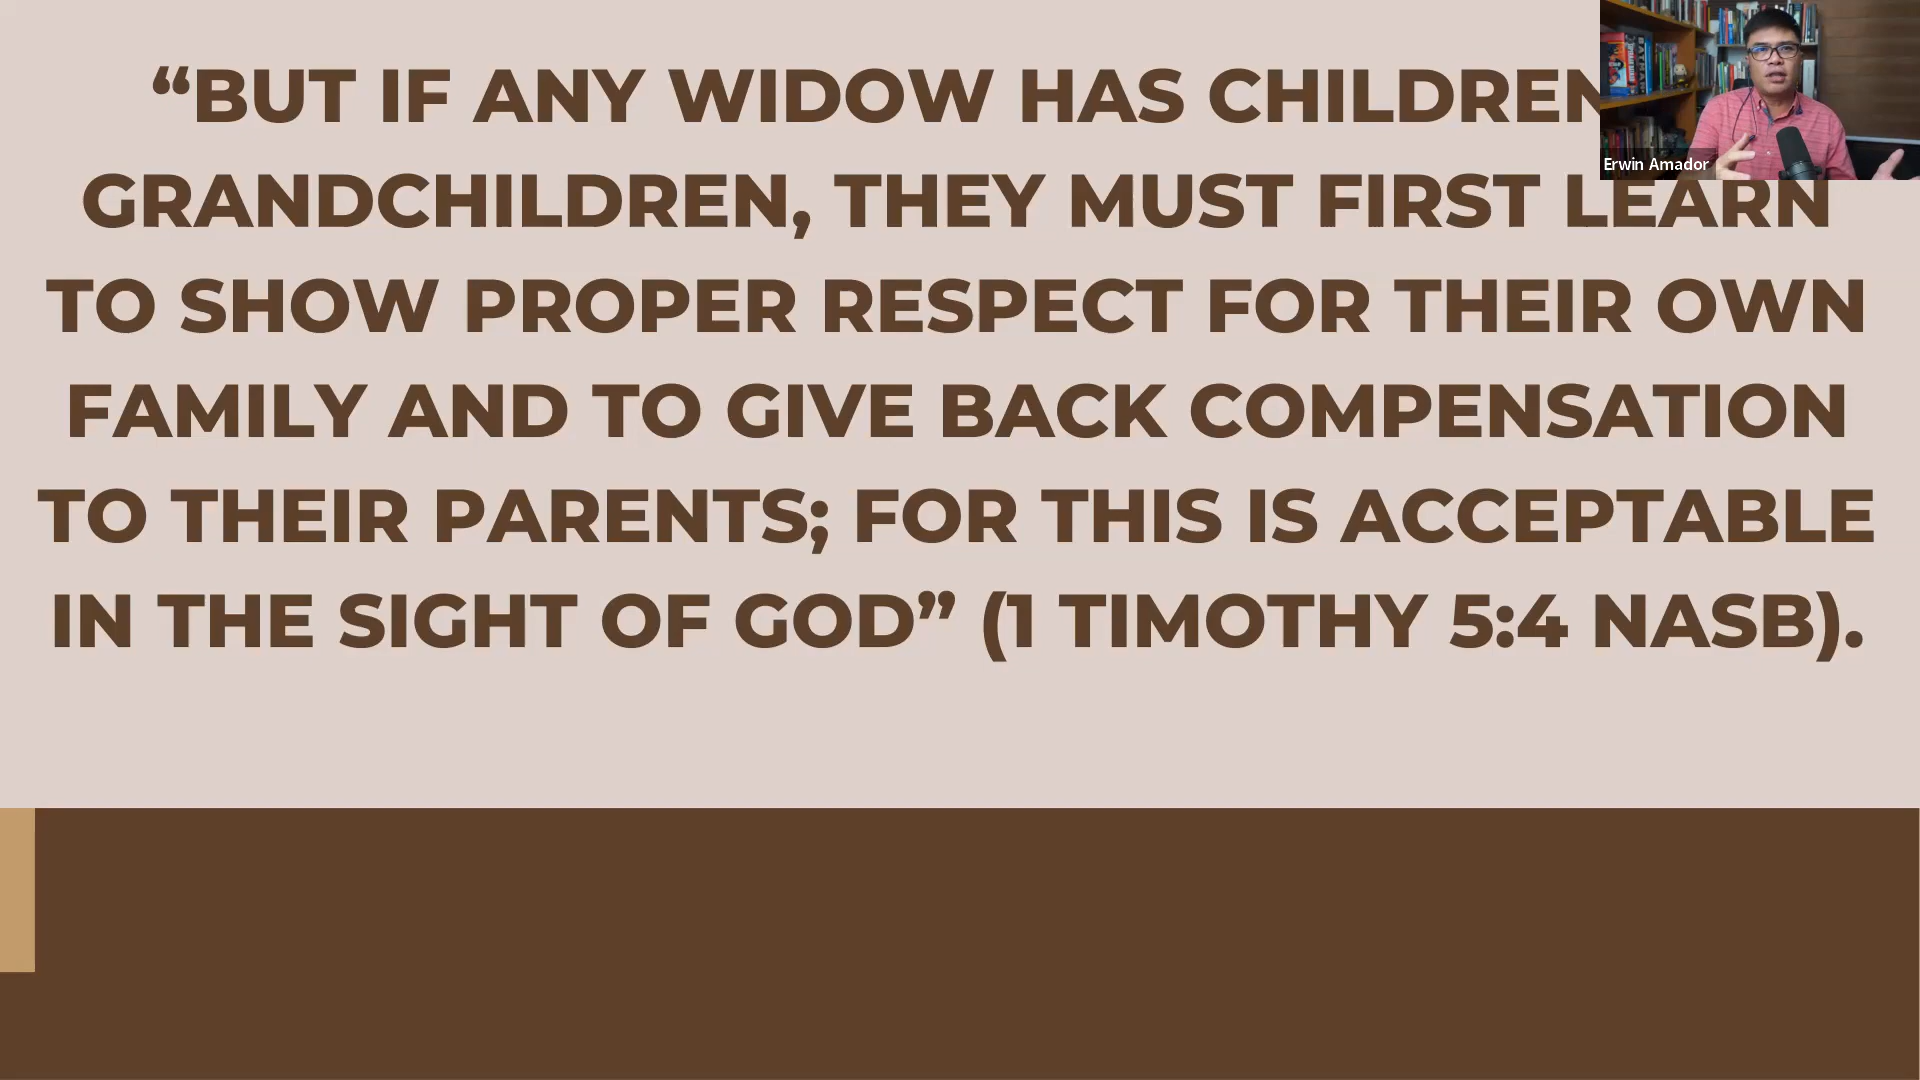 “BUT IF ANY WIDOW HAS CHILDREN
GRANDCHILDREN, THEY MUST FIRST LEARN
TO SHOW PROPER RESPECT FOR THEIR OWN
FAMILY AND TO GIVE BACK COMPENSATION
TO THEIR PARENTS; FOR THIS IS ACCEPTABLE
IN THE SIGHT OF GOD” (1 TIMOTHY 5:4 NASB).
Erwin Amador